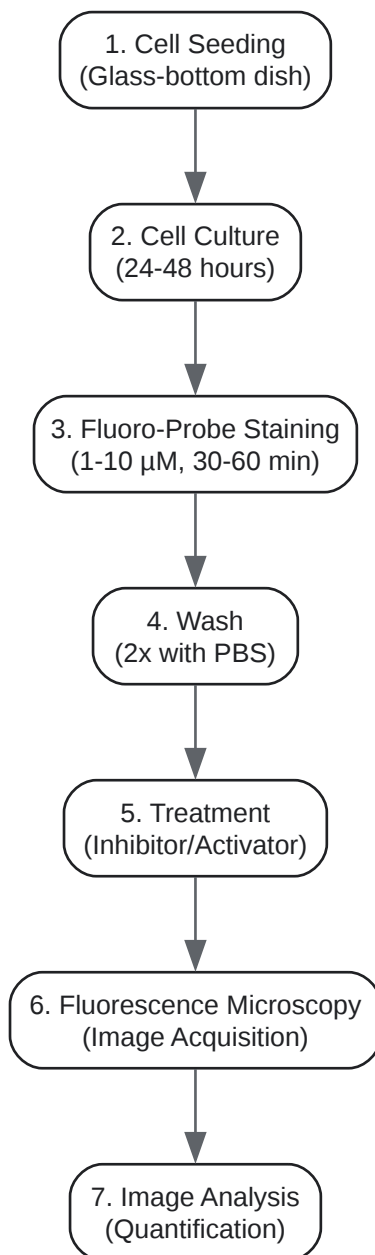 1. Cell Seeding
(Glass-bottom dish)
2. Cell Culture
(24-48 hours)
3. Fluoro-Probe Staining
(1-10 µM, 30-60 min)
4. Wash
(2x with PBS)
5. Treatment
(Inhibitor/Activator)
6. Fluorescence Microscopy
(Image Acquisition)
7. Image Analysis
(Quantification)